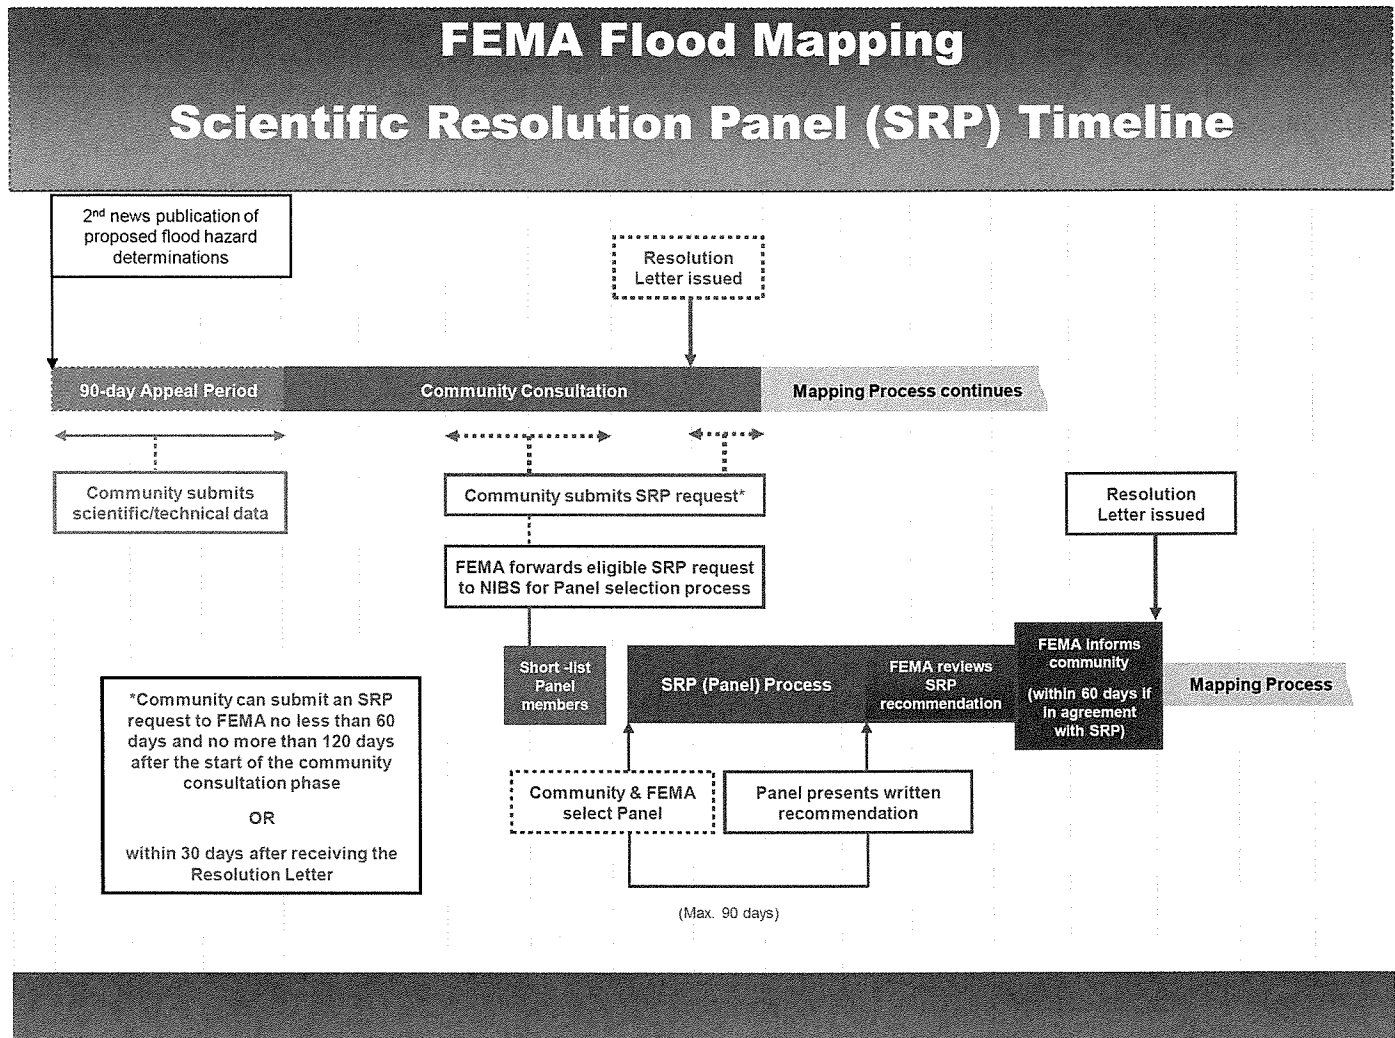 FEMA Flood Mapping
Scientific Resolution Panel (SRP) Timeline
2nd news publication of
proposed flood hazard
determinations
Resolution
Letter issued
90-day Appeal Period
Community Consultation
Mapping Process continues
Community submits
scientific/technical data
Community submits SRP request*
Resolution
Letter issued
FEMA forwards eligible SRP request
to NIBS for Panel selection process
Short -list
Panel
members
SRP (Panel) Process
FEMA reviews
SRP
recommendation
FEMA informs
community
(within 60 days if
in agreement
with SRP)
Mapping Process
*Community can submit an SRP
request to FEMA no less than 60
days and no more than 120 days
after the start of the community
consultation phase
OR
within 30 days after receiving the
Resolution Letter
Community & FEMA
select Panel
Panel presents written
recommendation
(Max. 90 days)